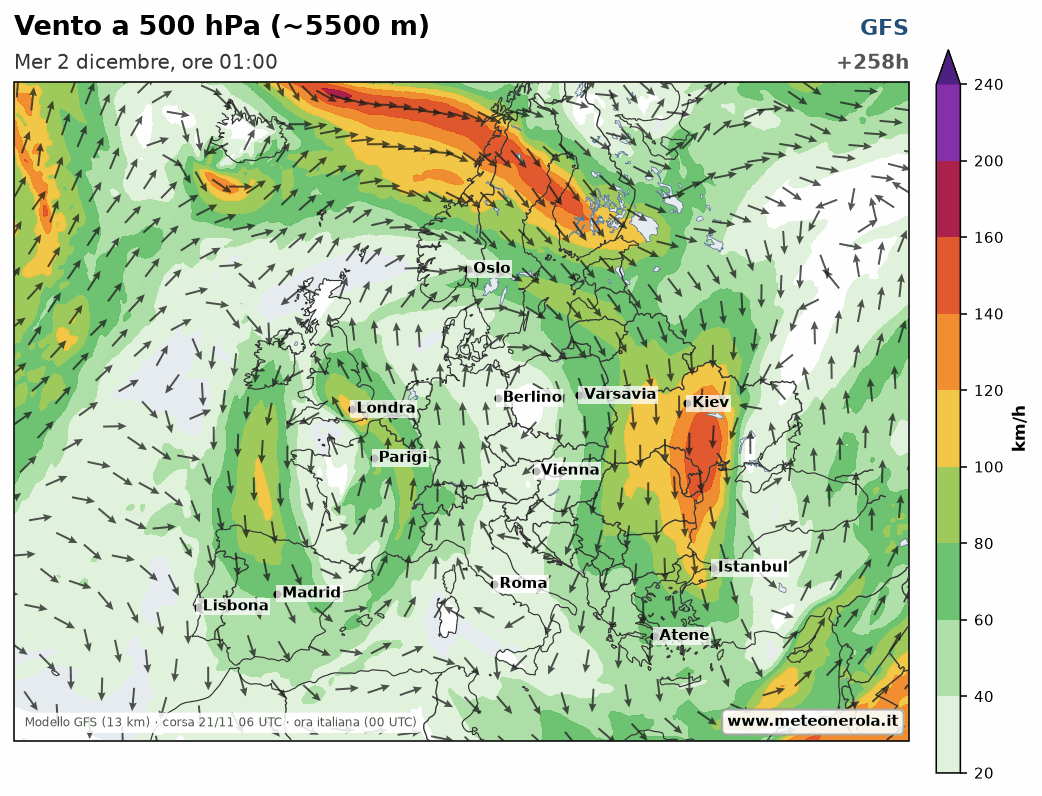 Vento a 500 hPa (~5500 m)
GFS
Mer 2 dicembre, ore 01:00
+258h
240
200
160
140
120
100
80
60
40
20
km/h
Oslo
Berlino
Varsavia
Kiev
Londra
Parigi
Vienna
Istanbul
Roma
Madrid
Lisbona
Atene
Modello GFS (13 km) · corsa 21/11 06 UTC · ora italiana (00 UTC)
www.meteonerola.it